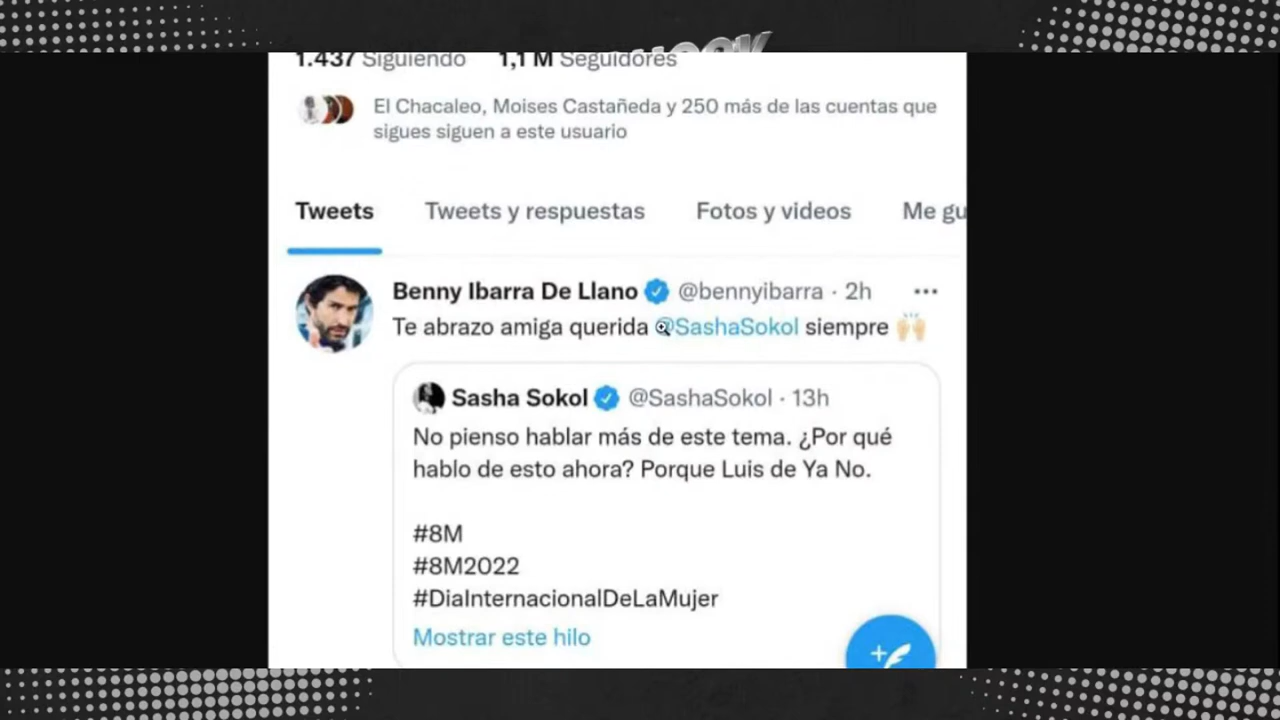 1.437 Siguiendo 1,1 M Seguidores
El Chacaleo, Moises Castañeda y 250 más de las cuentas que
sigues siguen a este usuario
Tweets Tweets y respuestas Fotos y videos Me gu
Benny Ibarra De Llano @bennyibarra · 2h
Te abrazo amiga querida @SashaSokol siempre 🙌🏻
Sasha Sokol @SashaSokol · 13h
No pienso hablar más de este tema. ¿Por qué
hablo de esto ahora? Porque Luis de Ya No.
#8M
#8M2022
#DiaInternacionalDeLaMujer
Mostrar este hilo